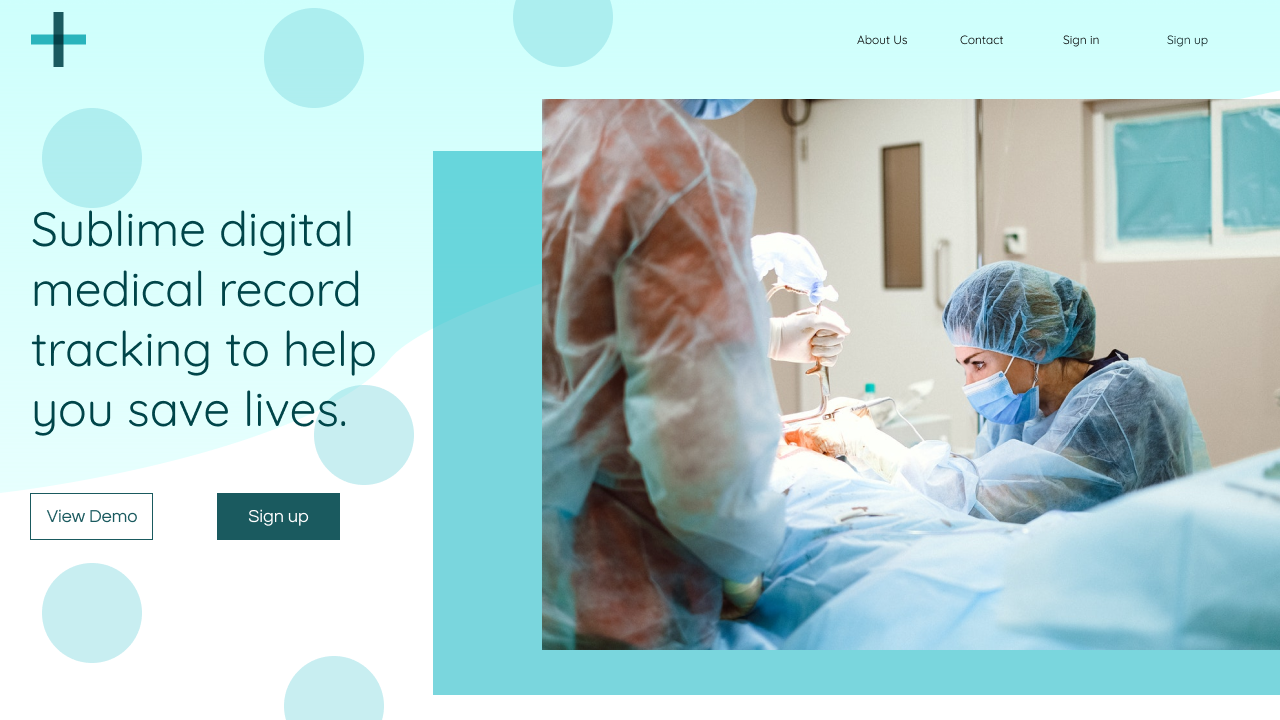 About Us
Contact
Sign in
Sign up
Sublime digital
medical record
tracking to help
you save lives.
View Demo
Sign up